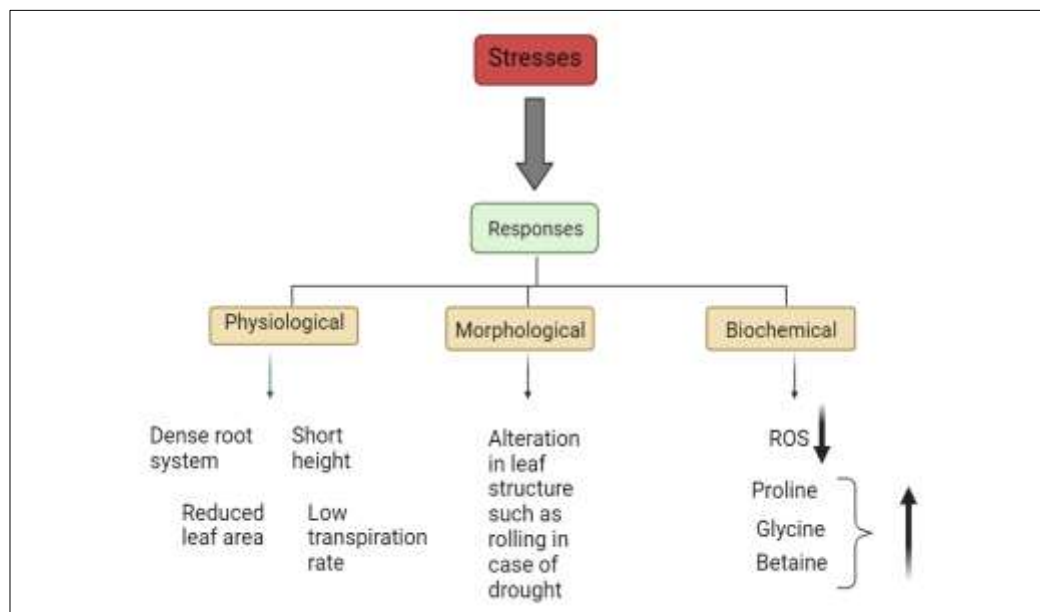 Stresses
Responses
Physiological
Morphological
Biochemical
Dense root
system
Short
height
Reduced
leaf area
Low
transpiration
rate
Alteration
in leaf
structure
such as
rolling in
case of
drought
ROS
Proline
Glycine
Betaine